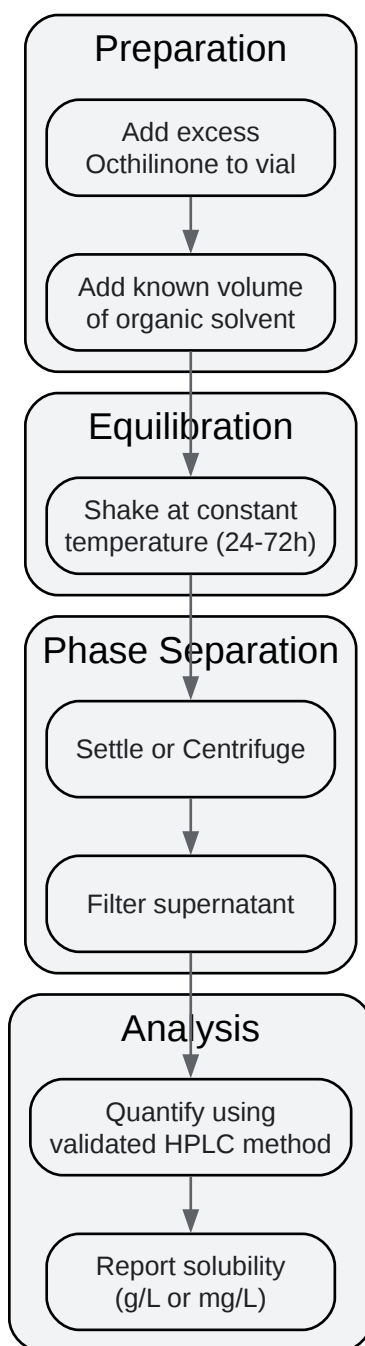 Preparation
Add excess
Octhilinone to vial
Add known volume
of organic solvent
Equilibration
Shake at constant
temperature (24-72h)
Phase Separation
Settle or Centrifuge
Filter supernatant
Analysis
Quantify using
validated HPLC method
Report solubility
(g/L or mg/L)